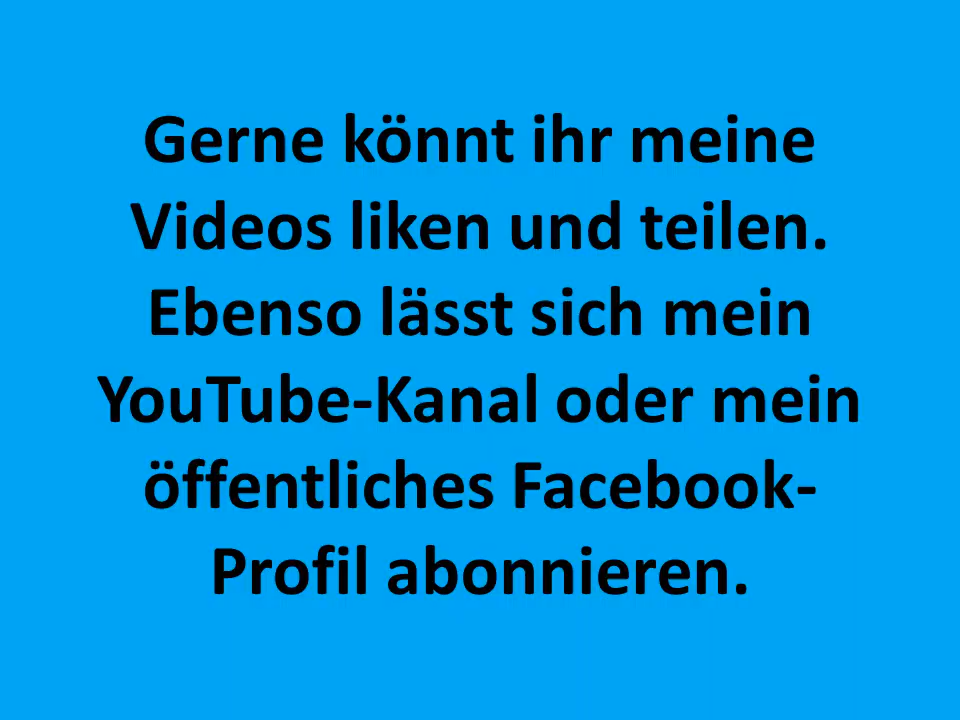 Gerne könnt ihr meine
Videos liken und teilen.
Ebenso lässt sich mein
YouTube-Kanal oder mein
öffentliches Facebook-
Profil abonnieren.